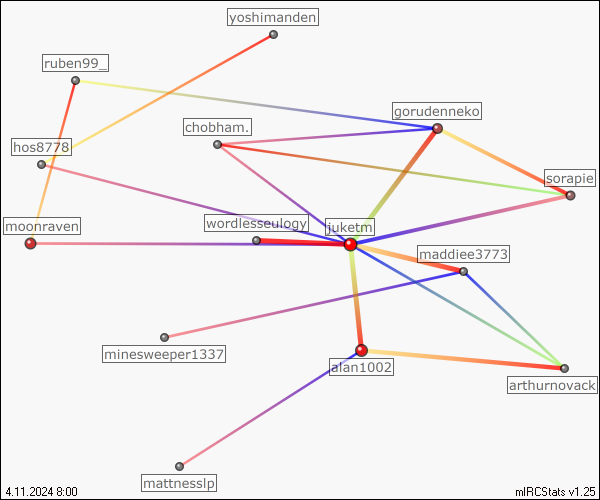 yoshimanden
ruben99_
gorudenneko
chobham.
hos8778
sorapie
wordlesseulogy
juketm
moonraven
maddiee3773
minesweeper1337
alan1002
arthurnovack
mattnesslp
4.11.2024 8:00
mIRCStats v1.25